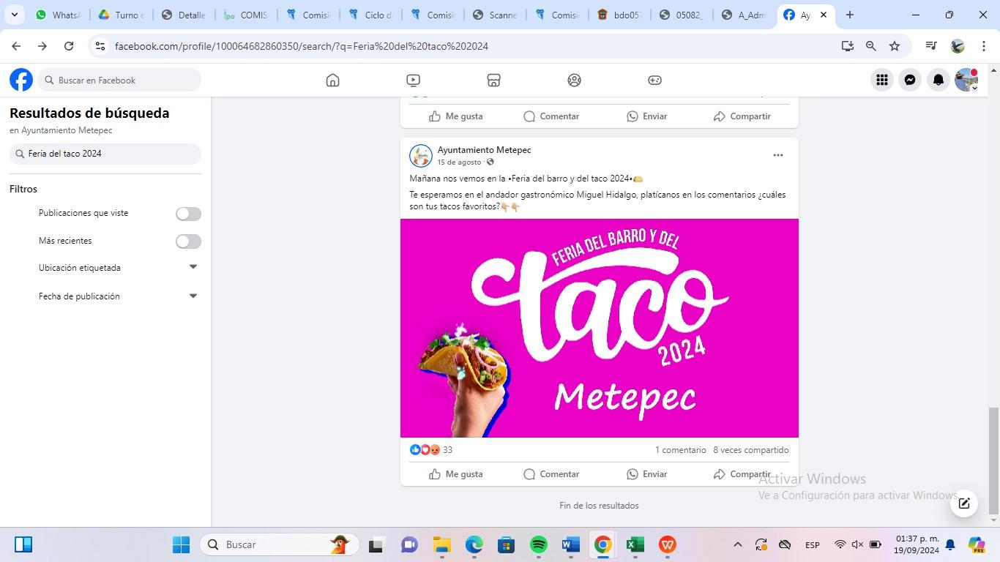 WhatsA
Turno c
Detalle
ipo
COMIS
Comisi
Ciclo d
Comisi
Scanne
Comisi
bdo05
05082_
A_Adm
Ay
facebook.com/profile/100064682860350/search/?q=Feria%20del%20taco%202024
Buscar en Facebook
Resultados de búsqueda
en Ayuntamiento Metepec
Feria del taco 2024
Filtros
Publicaciones que viste
Más recientes
Ubicación etiquetada
Fecha de publicación
Me gusta
Comentar
Enviar
Compartir
Ayuntamiento Metepec
15 de agosto ·
Mañana nos vemos en la •Feria del barro y del taco 2024•🌮
Te esperamos en el andador gastronómico Miguel Hidalgo, platícanos en los comentarios ¿cuáles
son tus tacos favoritos?👇🏼👇🏼
FERIA DEL BARRO Y DEL
taco
2024
Metepec
33
1 comentario 8 veces compartido
Me gusta
Comentar
Enviar
Compartir
Fin de los resultados
Activar Windows
Ve a Configuración para activar Windows.
Buscar
ESP
01:37 p. m.
19/09/2024
PRE